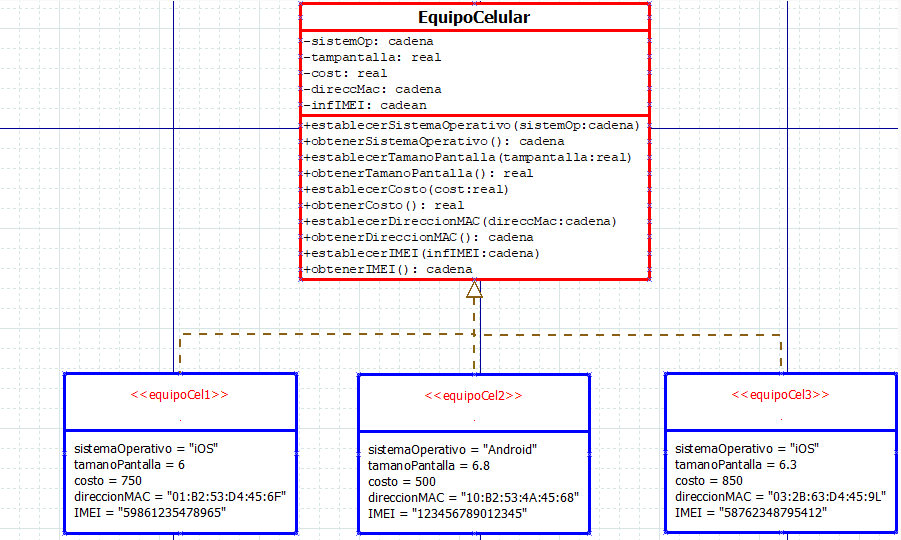 EquipoCelular
-sistemOp: cadena
-tampantalla: real
-cost: real
-direccMac: cadena
-infIMEI: cadean
+establecerSistemaOperativo(sistemOp:cadena)
+obtenerSistemaOperativo(): cadena
+establecerTamanoPantalla(tampantalla:real)
+obtenerTamanoPantalla(): real
+establecerCosto(cost:real)
+obtenerCosto(): real
+establecerDireccionMAC(direccMac:cadena)
+obtenerDireccionMAC(): cadena
+establecerIMEI(infIMEI:cadena)
+obtenerIMEI(): cadena
<<equipoCel1>>
.
sistemaOperativo = "iOS"
tamanoPantalla = 6
costo = 750
direccionMAC = "01:B2:53:D4:45:6F"
IMEI = "59861235478965"
<<equipoCel2>>
.
sistemaOperativo = "Android"
tamanoPantalla = 6.8
costo = 500
direccionMAC = "10:B2:53:4A:45:68"
IMEI = "123456789012345"
<<equipoCel3>>
.
sistemaOperativo = "iOS"
tamanoPantalla = 6.3
costo = 850
direccionMAC = "03:2B:63:D4:45:9L"
IMEI = "58762348795412"